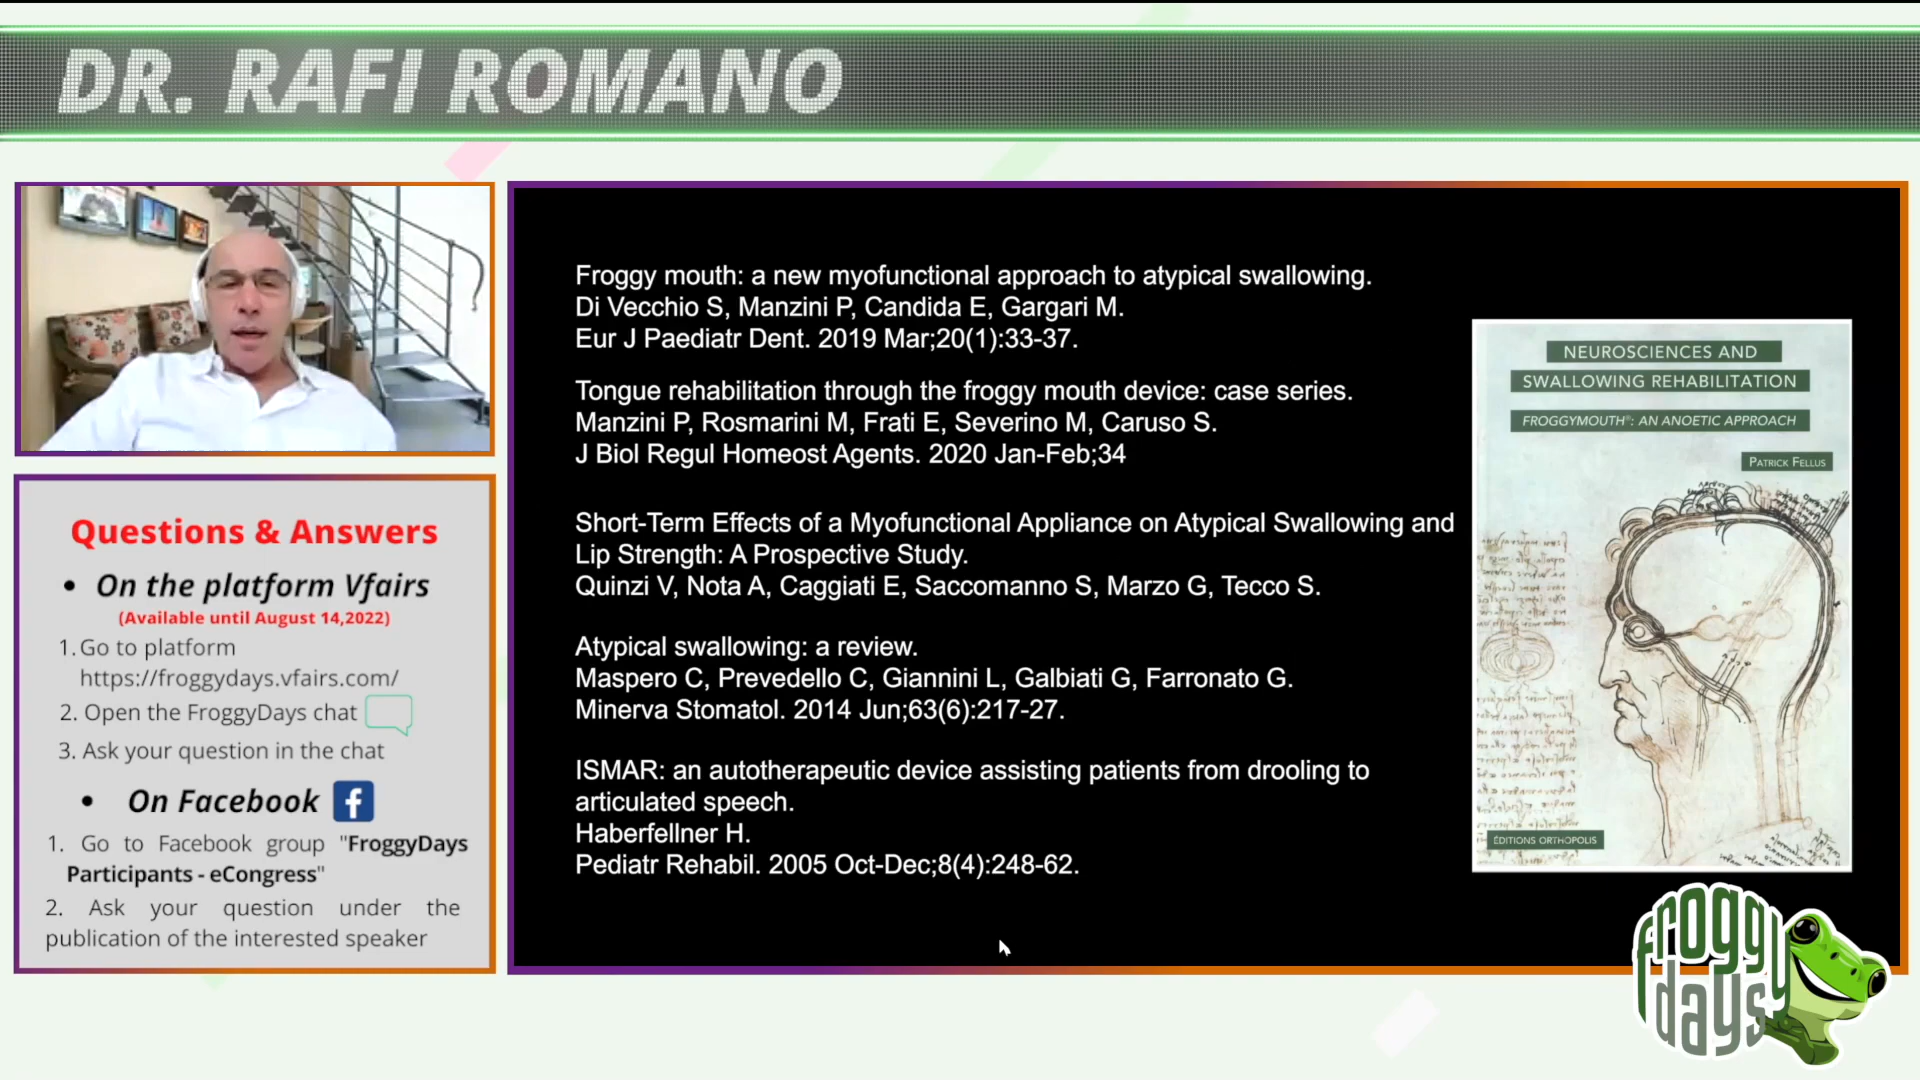 DR. RAFI ROMANO
Questions & Answers
• On the platform Vfairs
(Available until August 14,2022)
1. Go to platform
https://froggydays.vfairs.com/
2. Open the FroggyDays chat
3. Ask your question in the chat
• On Facebook
1. Go to Facebook group "FroggyDays
Participants - eCongress"
2. Ask your question under the
publication of the interested speaker
Froggy mouth: a new myofunctional approach to atypical swallowing.
Di Vecchio S, Manzini P, Candida E, Gargari M.
Eur J Paediatr Dent. 2019 Mar;20(1):33-37.
Tongue rehabilitation through the froggy mouth device: case series.
Manzini P, Rosmarini M, Frati E, Severino M, Caruso S.
J Biol Regul Homeost Agents. 2020 Jan-Feb;34
Short-Term Effects of a Myofunctional Appliance on Atypical Swallowing and
Lip Strength: A Prospective Study.
Quinzi V, Nota A, Caggiati E, Saccomanno S, Marzo G, Tecco S.
Atypical swallowing: a review.
Maspero C, Prevedello C, Giannini L, Galbiati G, Farronato G.
Minerva Stomatol. 2014 Jun;63(6):217-27.
ISMAR: an autotherapeutic device assisting patients from drooling to
articulated speech.
Haberfellner H.
Pediatr Rehabil. 2005 Oct-Dec;8(4):248-62.
NEUROSCIENCES AND
SWALLOWING REHABILITATION
FROGGYMOUTH®: AN ANOETIC APPROACH
PATRICK FELLUS
ÉDITIONS ORTHOPOLIS
froggy
days